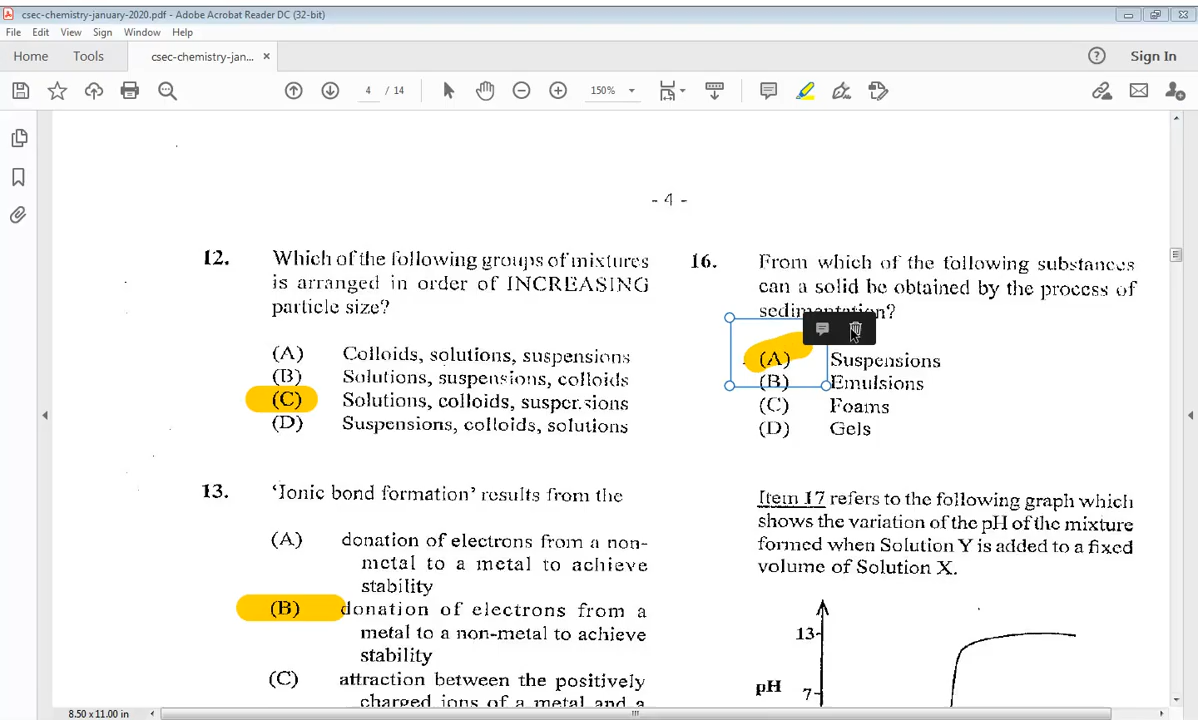 csec-chemistry-january-2020.pdf - Adobe Acrobat Reader DC (32-bit)
File Edit View Sign Window Help
Home Tools csec-chemistry-jan... × Sign In
4 / 14 150%
- 4 -
12. Which of the following groups of mixtures
is arranged in order of INCREASING
particle size?
(A) Colloids, solutions, suspensions
(B) Solutions, suspensions, colloids
(C) Solutions, colloids, suspensions
(D) Suspensions, colloids, solutions
13. ‘Ionic bond formation’ results from the
(A) donation of electrons from a non-
metal to a metal to achieve
stability
(B) donation of electrons from a
metal to a non-metal to achieve
stability
(C) attraction between the positively
charged ions of a metal and a
16. From which of the following substances
can a solid be obtained by the process of
sedimentation?
(A) Suspensions
(B) Emulsions
(C) Foams
(D) Gels
Item 17 refers to the following graph which
shows the variation of the pH of the mixture
formed when Solution Y is added to a fixed
volume of Solution X.
13
pH 7
8.50 x 11.00 in